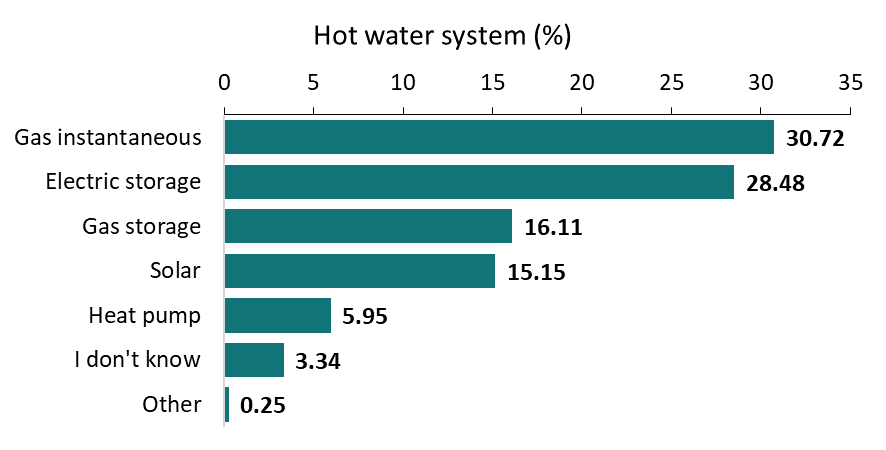 Hot water system (%)
0 5 10 15 20 25 30 35
Gas instantaneous 30.72
Electric storage 28.48
Gas storage 16.11
Solar 15.15
Heat pump 5.95
I don't know 3.34
Other 0.25